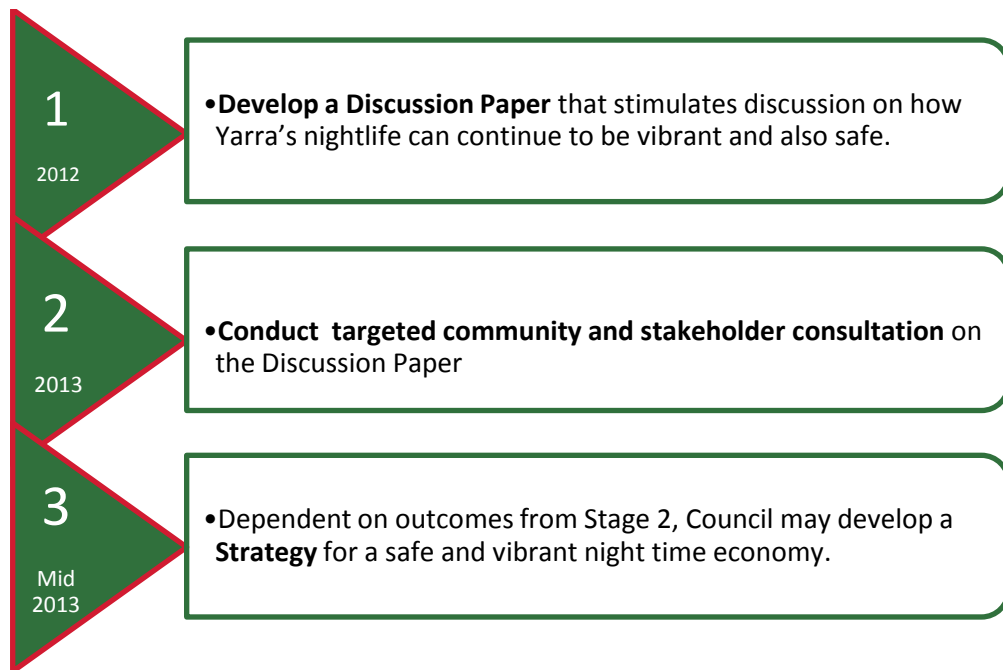 1
2012
•Develop a Discussion Paper that stimulates discussion on how
Yarra’s nightlife can continue to be vibrant and also safe.
2
2013
•Conduct  targeted community and stakeholder consultation on
the Discussion Paper
3
Mid
2013
•Dependent on outcomes from Stage 2, Council may develop a
Strategy for a safe and vibrant night time economy.